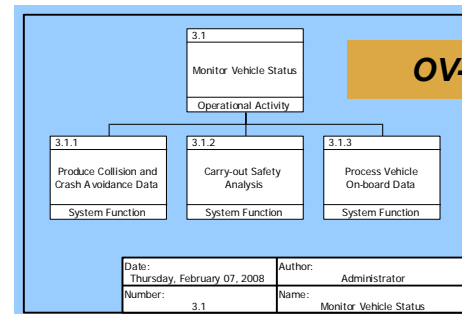 3.1
Monitor Vehicle Status
Operational Activity
OV-
3.1.1
Produce Collision and
Crash Avoidance Data
System Function
3.1.2
Carry-out Safety
Analysis
System Function
3.1.3
Process Vehicle
On-board Data
System Function
Date:
Thursday, February 07, 2008
Author:
Administrator
Number:
3.1
Name:
Monitor Vehicle Status